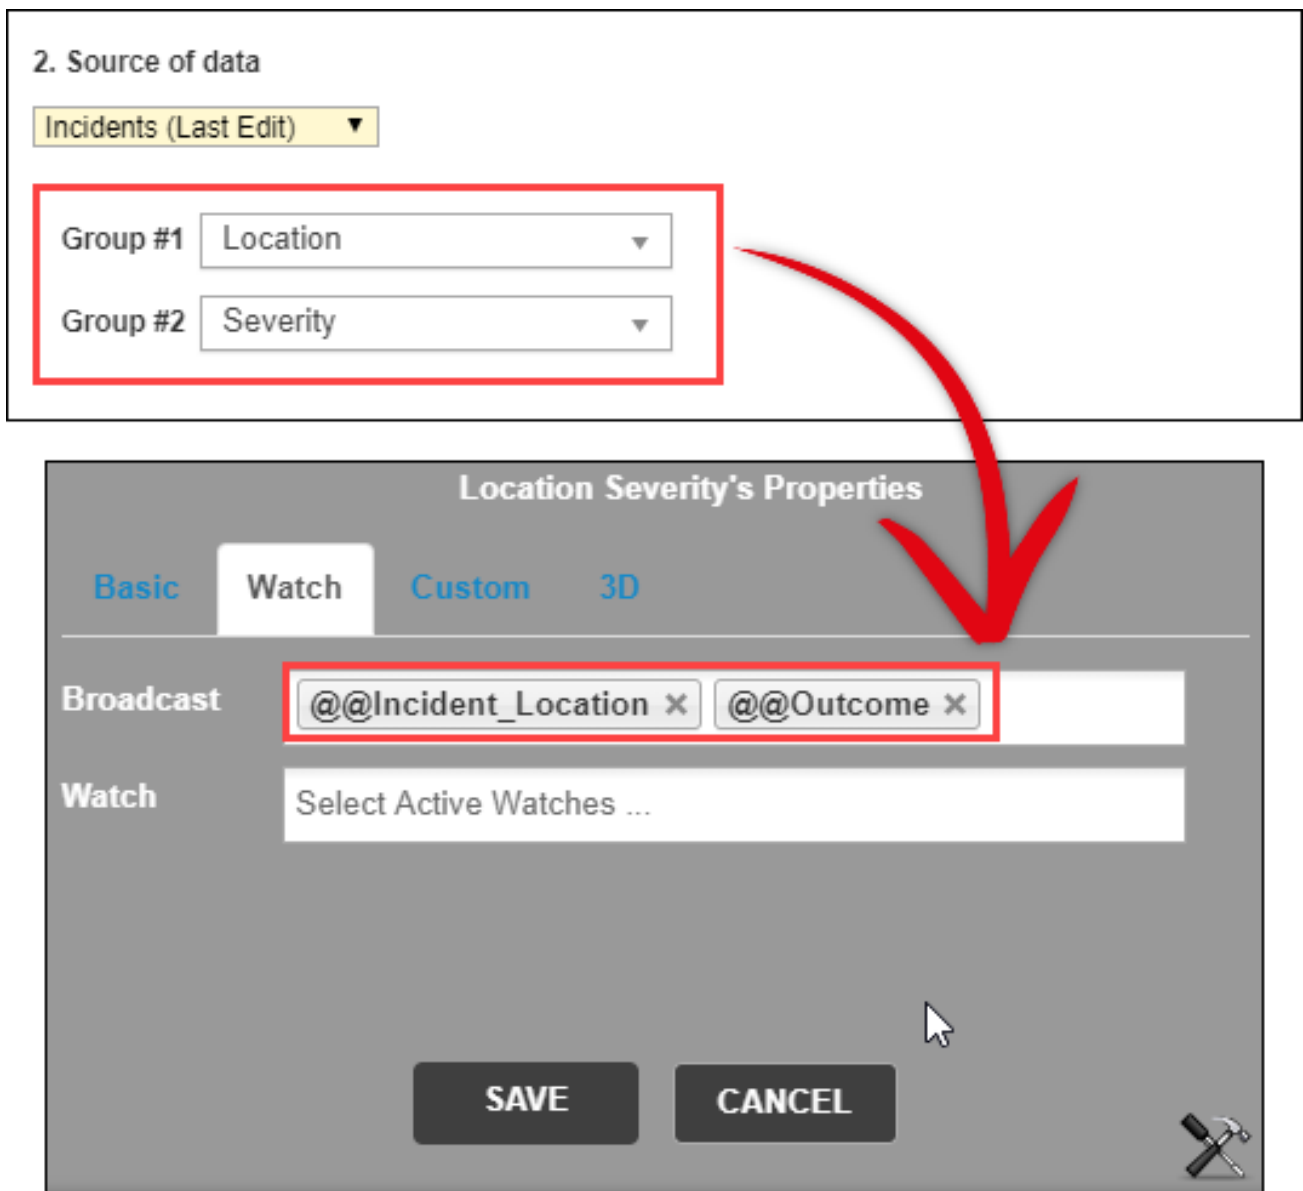 2. Source of data
Incidents (Last Edit)
Group #1 Location
Group #2 Severity
Location Severity's Properties
Basic Watch Custom 3D
Broadcast @@Incident_Location × @@Outcome ×
Watch Select Active Watches ...
SAVE CANCEL